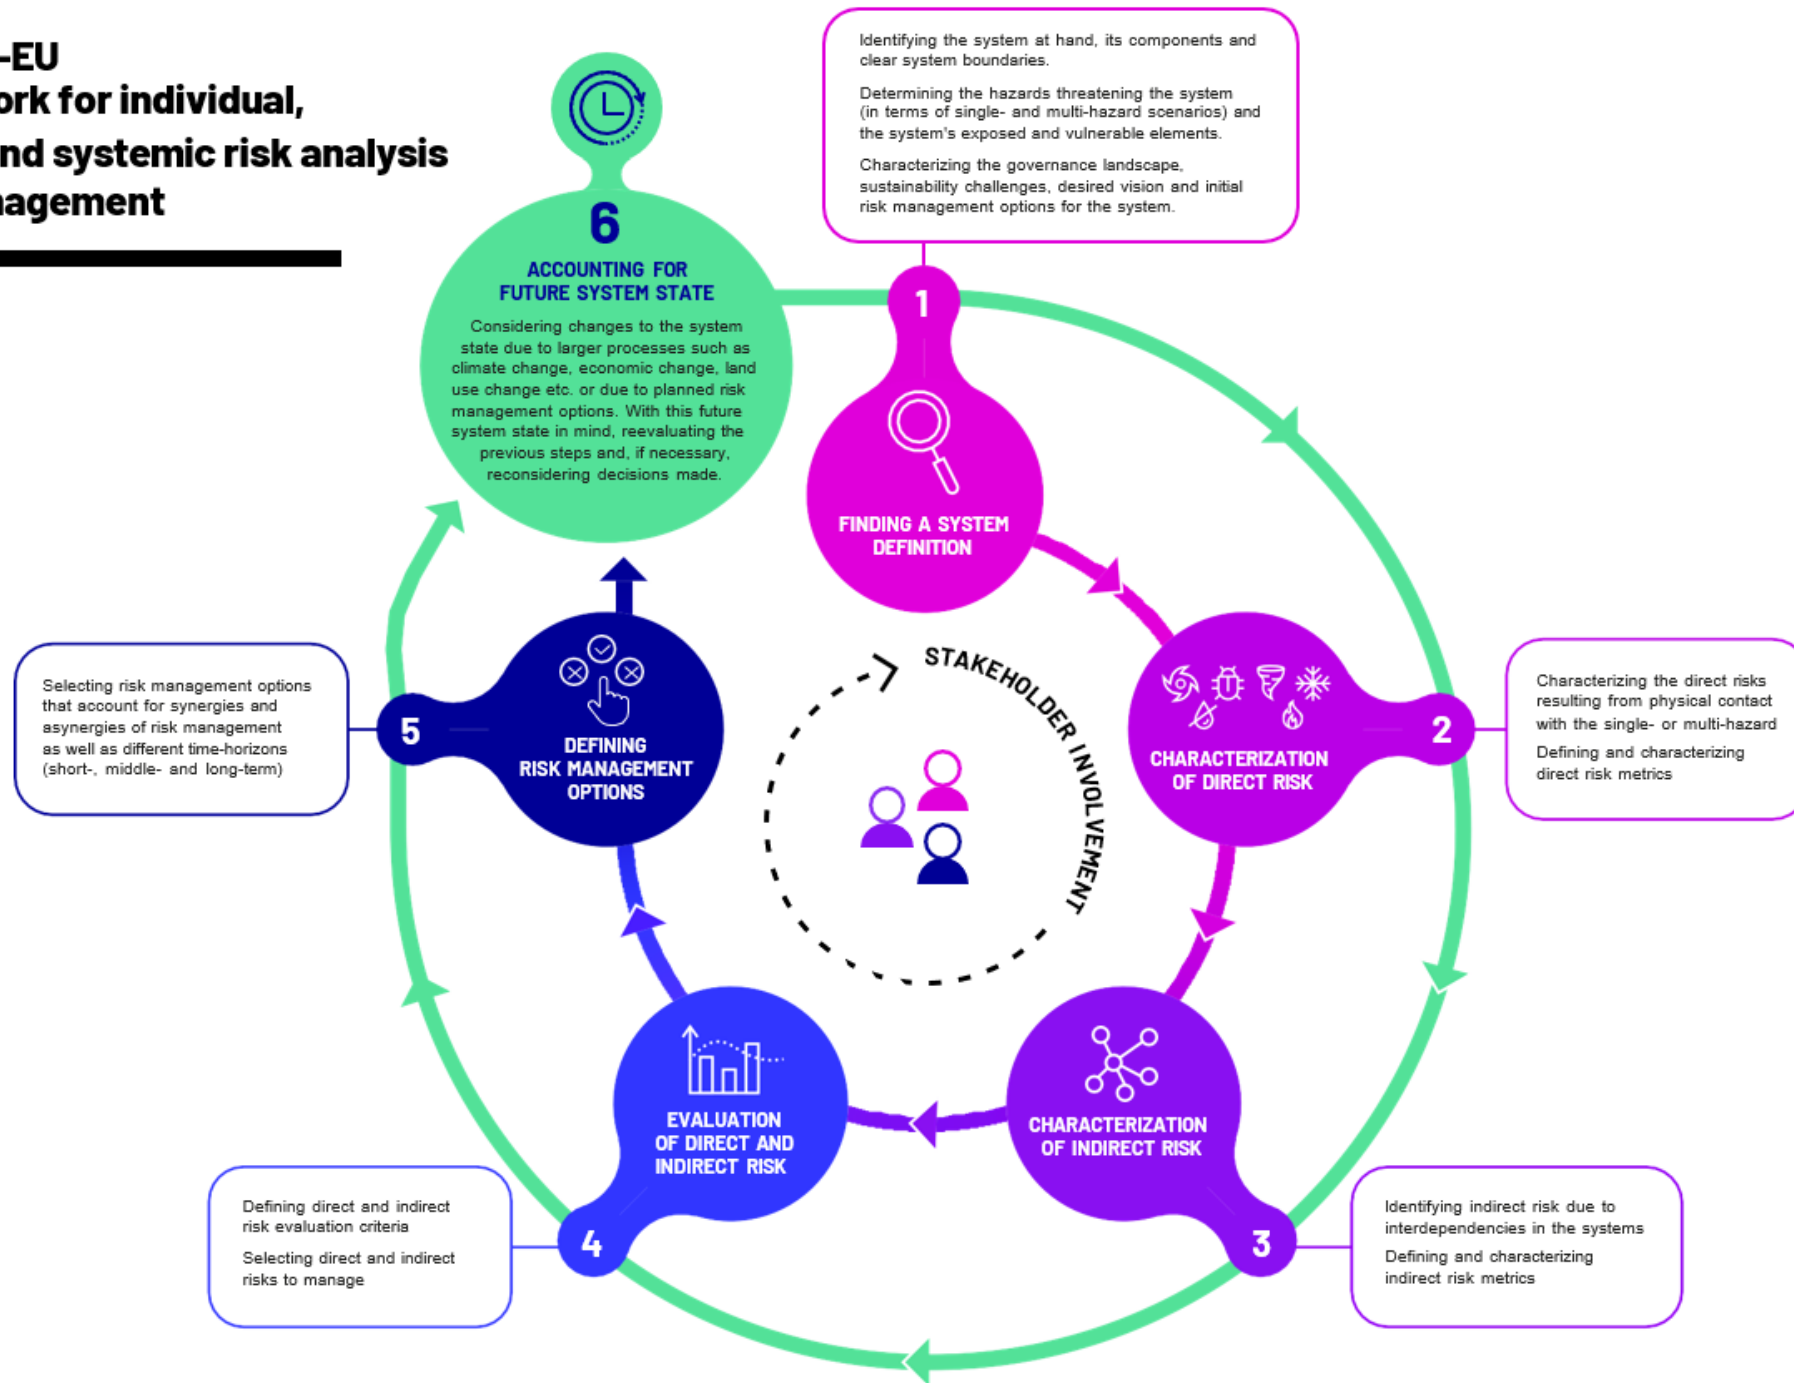 -EU
ork for individual,
nd systemic risk analysis
nagement
Identifying the system at hand, its components and
clear system boundaries.
Determining the hazards threatening the system
(in terms of single- and multi-hazard scenarios) and
the system's exposed and vulnerable elements.
Characterizing the governance landscape,
sustainability challenges, desired vision and initial
risk management options for the system.
6
ACCOUNTING FOR
FUTURE SYSTEM STATE
Considering changes to the system
state due to larger processes such as
climate change, economic change, land
use change etc. or due to planned risk
management options. With this future
system state in mind, reevaluating the
previous steps and, if necessary,
reconsidering decisions made.
1
FINDING A SYSTEM
DEFINITION
2
CHARACTERIZATION
OF DIRECT RISK
Characterizing the direct risks
resulting from physical contact
with the single- or multi-hazard
Defining and characterizing
direct risk metrics
3
CHARACTERIZATION
OF INDIRECT RISK
Identifying indirect risk due to
interdependencies in the systems
Defining and characterizing
indirect risk metrics
4
EVALUATION
OF DIRECT AND
INDIRECT RISK
Defining direct and indirect
risk evaluation criteria
Selecting direct and indirect
risks to manage
5
DEFINING
RISK MANAGEMENT
OPTIONS
Selecting risk management options
that account for synergies and
asynergies of risk management
as well as different time-horizons
(short-, middle- and long-term)
STAKEHOLDER INVOLVEMENT